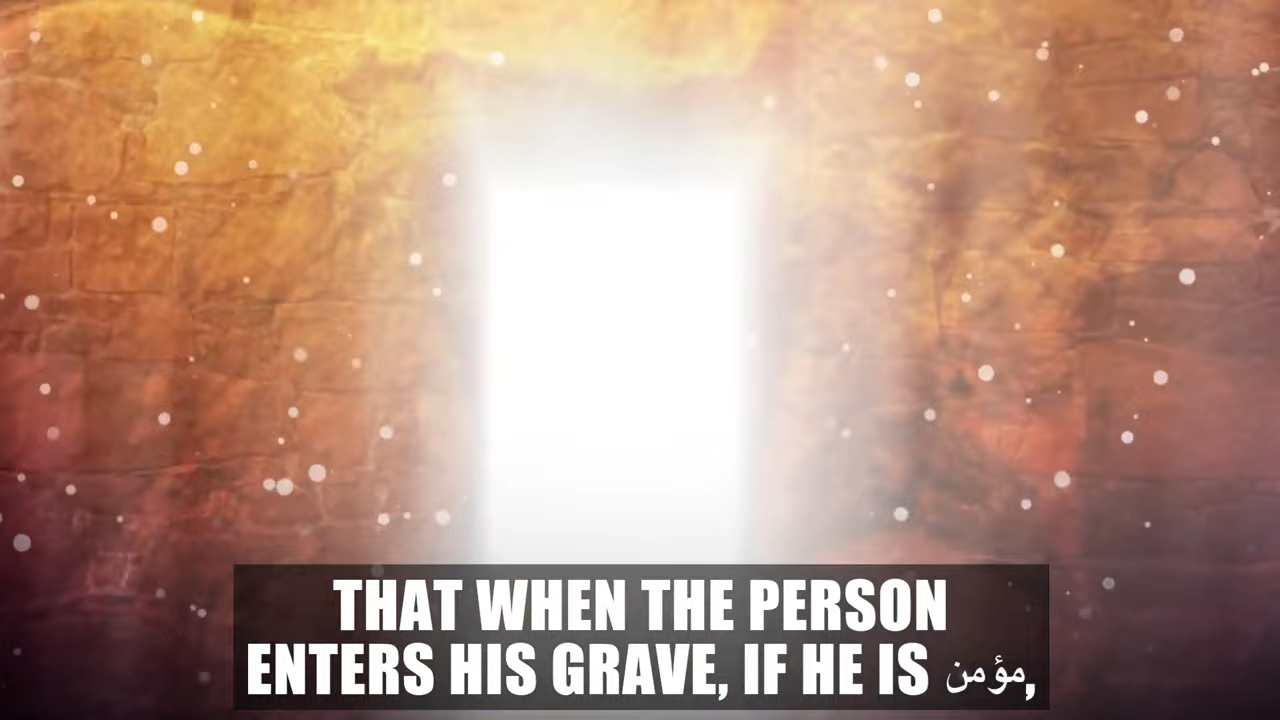 THAT WHEN THE PERSON
ENTERS HIS GRAVE, IF HE IS مؤمن,